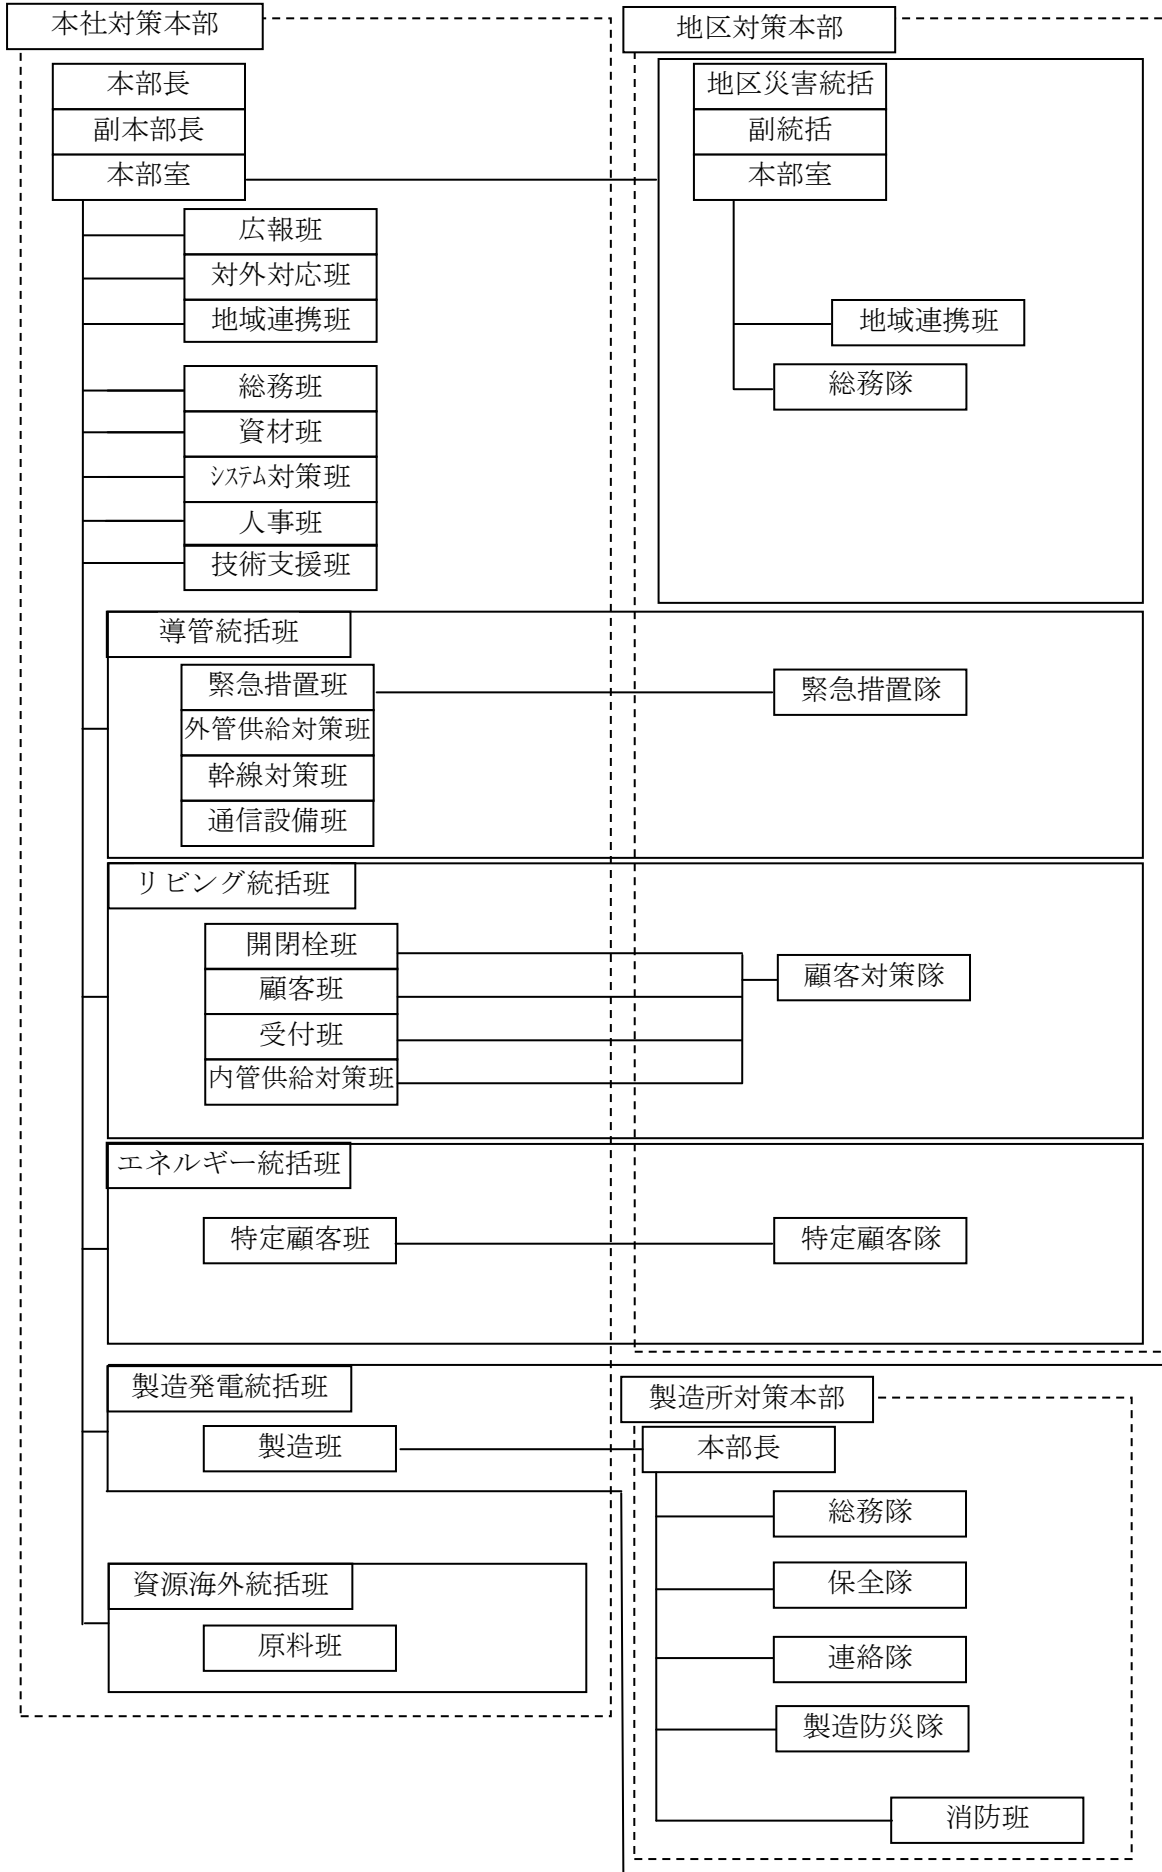 本社対策本部
本部長
副本部長
本部室
広報班
対外対応班
地域連携班
総務班
資材班
ｼｽﾃﾑ対策班
人事班
技術支援班
地区対策本部
地区災害統括
副統括
本部室
地域連携班
総務隊
導管統括班
緊急措置班
外管供給対策班
幹線対策班
通信設備班
緊急措置隊
リビング統括班
開閉栓班
顧客班
受付班
内管供給対策班
顧客対策隊
エネルギー統括班
特定顧客班
特定顧客隊
製造発電統括班
製造班
製造所対策本部
本部長
総務隊
保全隊
連絡隊
製造防災隊
消防班
資源海外統括班
原料班